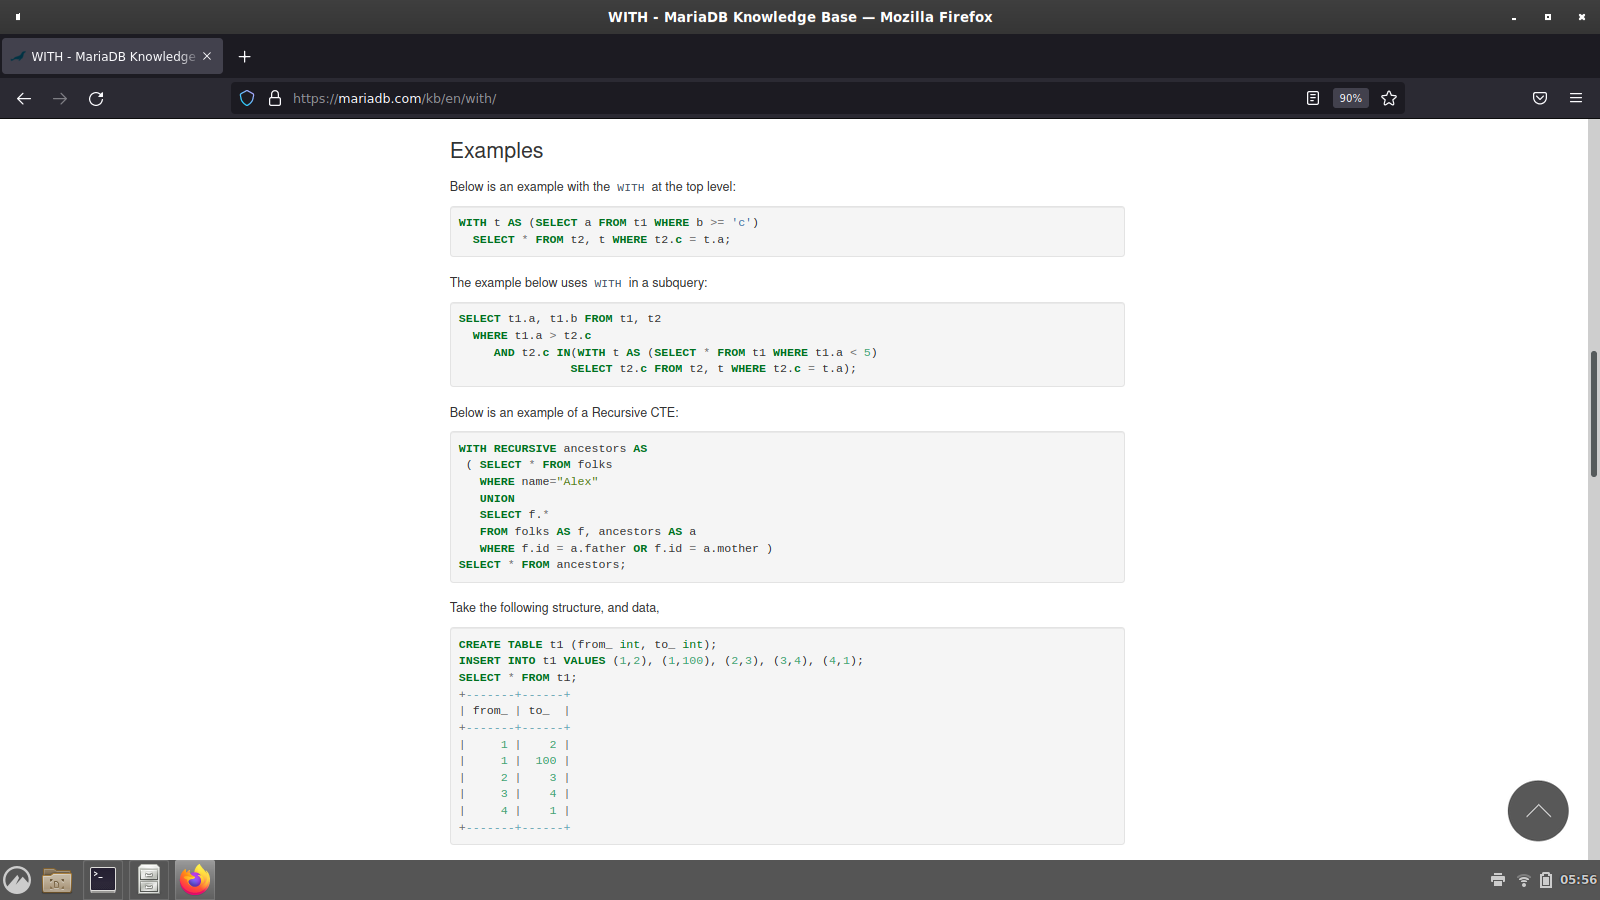 WITH - MariaDB Knowledge Base — Mozilla Firefox
WITH - MariaDB Knowledge
https://mariadb.com/kb/en/with/
90%
Examples
Below is an example with the WITH at the top level:
WITH t AS (SELECT a FROM t1 WHERE b >= 'c')
  SELECT * FROM t2, t WHERE t2.c = t.a;
The example below uses WITH in a subquery:
SELECT t1.a, t1.b FROM t1, t2
  WHERE t1.a > t2.c
     AND t2.c IN(WITH t AS (SELECT * FROM t1 WHERE t1.a < 5)
                SELECT t2.c FROM t2, t WHERE t2.c = t.a);
Below is an example of a Recursive CTE:
WITH RECURSIVE ancestors AS
 ( SELECT * FROM folks
   WHERE name="Alex"
   UNION
   SELECT f.*
   FROM folks AS f, ancestors AS a
   WHERE f.id = a.father OR f.id = a.mother )
SELECT * FROM ancestors;
Take the following structure, and data,
CREATE TABLE t1 (from_ int, to_ int);
INSERT INTO t1 VALUES (1,2), (1,100), (2,3), (3,4), (4,1);
SELECT * FROM t1;
+-------+------+
| from_ | to_  |
+-------+------+
|     1 |    2 |
|     1 |  100 |
|     2 |    3 |
|     3 |    4 |
|     4 |    1 |
+-------+------+
05:56